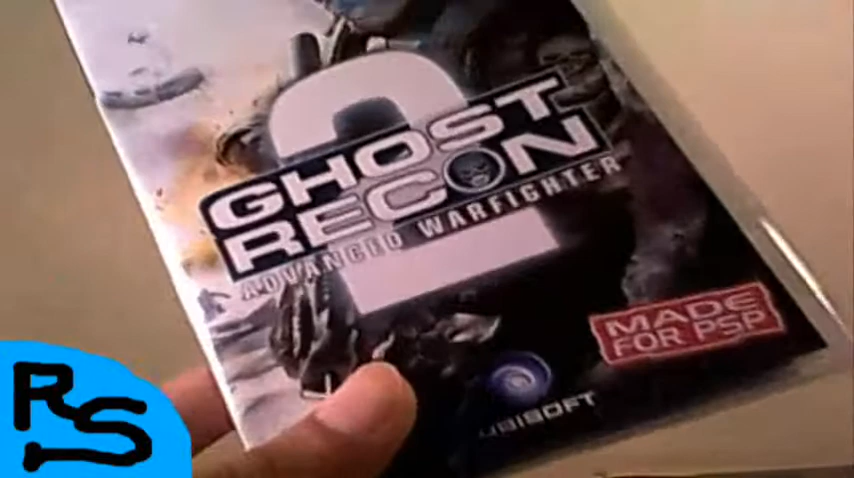 2
GHOST
RECON
ADVANCED WARFIGHTER
MADE
FOR PSP
UBISOFT
RS